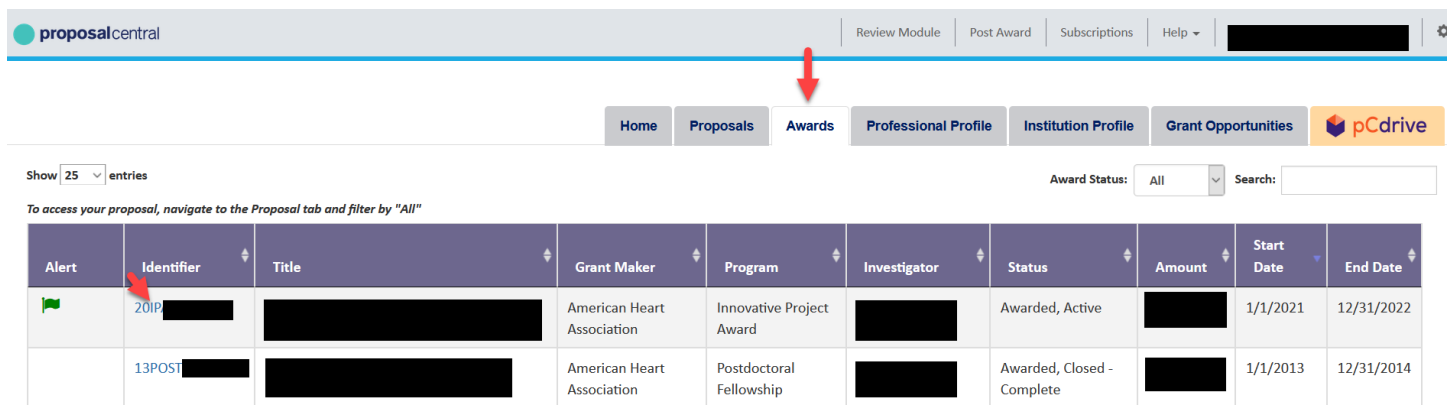 proposalcentral Review Module Post Award Subscriptions Help
Home Proposals Awards Professional Profile Institution Profile Grant Opportunities pCdrive
Show 25 entries Award Status: All Search:
To access your proposal, navigate to the Proposal tab and filter by "All"
Alert Identifier Title Grant Maker Program Investigator Status Amount Start Date End Date
20IPA American Heart Association Innovative Project Award Awarded, Active 1/1/2021 12/31/2022
13POST American Heart Association Postdoctoral Fellowship Awarded, Closed - Complete 1/1/2013 12/31/2014